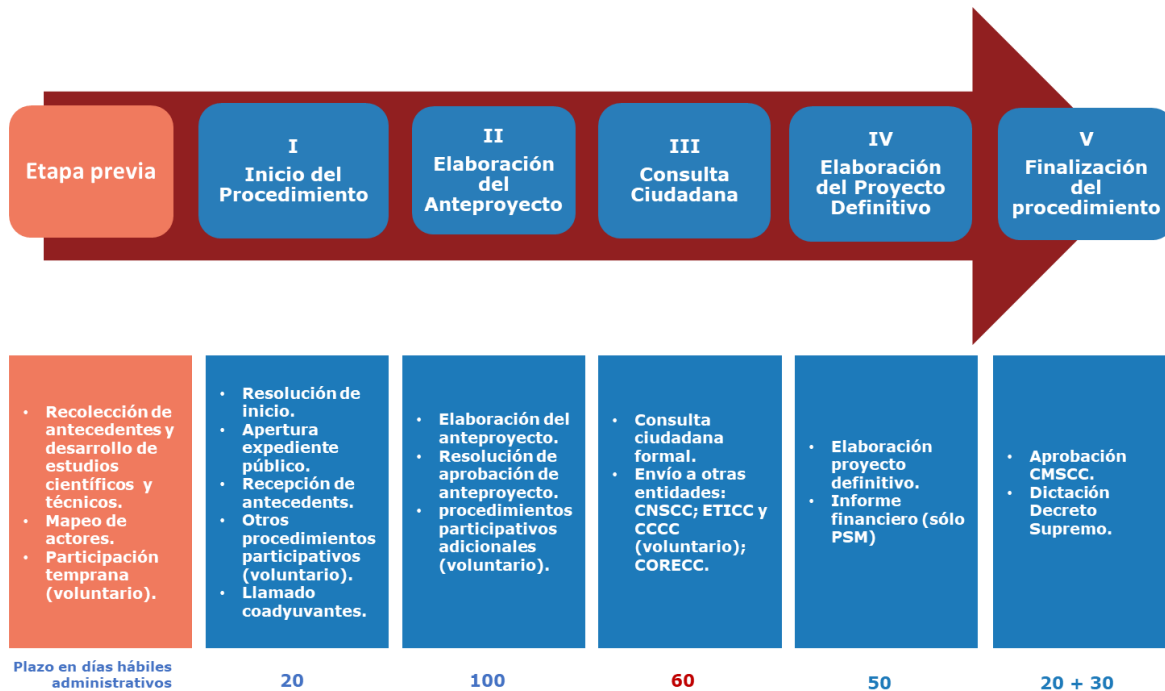 Etapa previa
I
Inicio del
Procedimiento
II
Elaboración
del
Anteproyecto
III
Consulta
Ciudadana
IV
Elaboración
del Proyecto
Definitivo
V
Finalización
del
procedimiento
• Recolección de
antecedentes y
desarrollo de
estudios
científicos y
técnicos.
• Mapeo de
actores.
• Participación
temprana
(voluntario).
• Resolución de
inicio.
• Apertura
expediente
público.
• Recepción de
antecedents.
• Otros
procedimientos
participativos
(voluntario).
• Llamado
coadyuvantes.
• Elaboración del
anteproyecto.
• Resolución de
aprobación de
anteproyecto.
• procedimientos
participativos
adicionales
(voluntario).
• Consulta
ciudadana
formal.
• Envío a otras
entidades:
CNSCC; ETICC y
CCCC
(voluntario);
CORECC.
• Elaboración
proyecto
definitivo.
• Informe
financiero (sólo
PSM)
• Aprobación
CMSCC.
• Dictación
Decreto
Supremo.
Plazo en días hábiles
administrativos
20
100
60
50
20 + 30